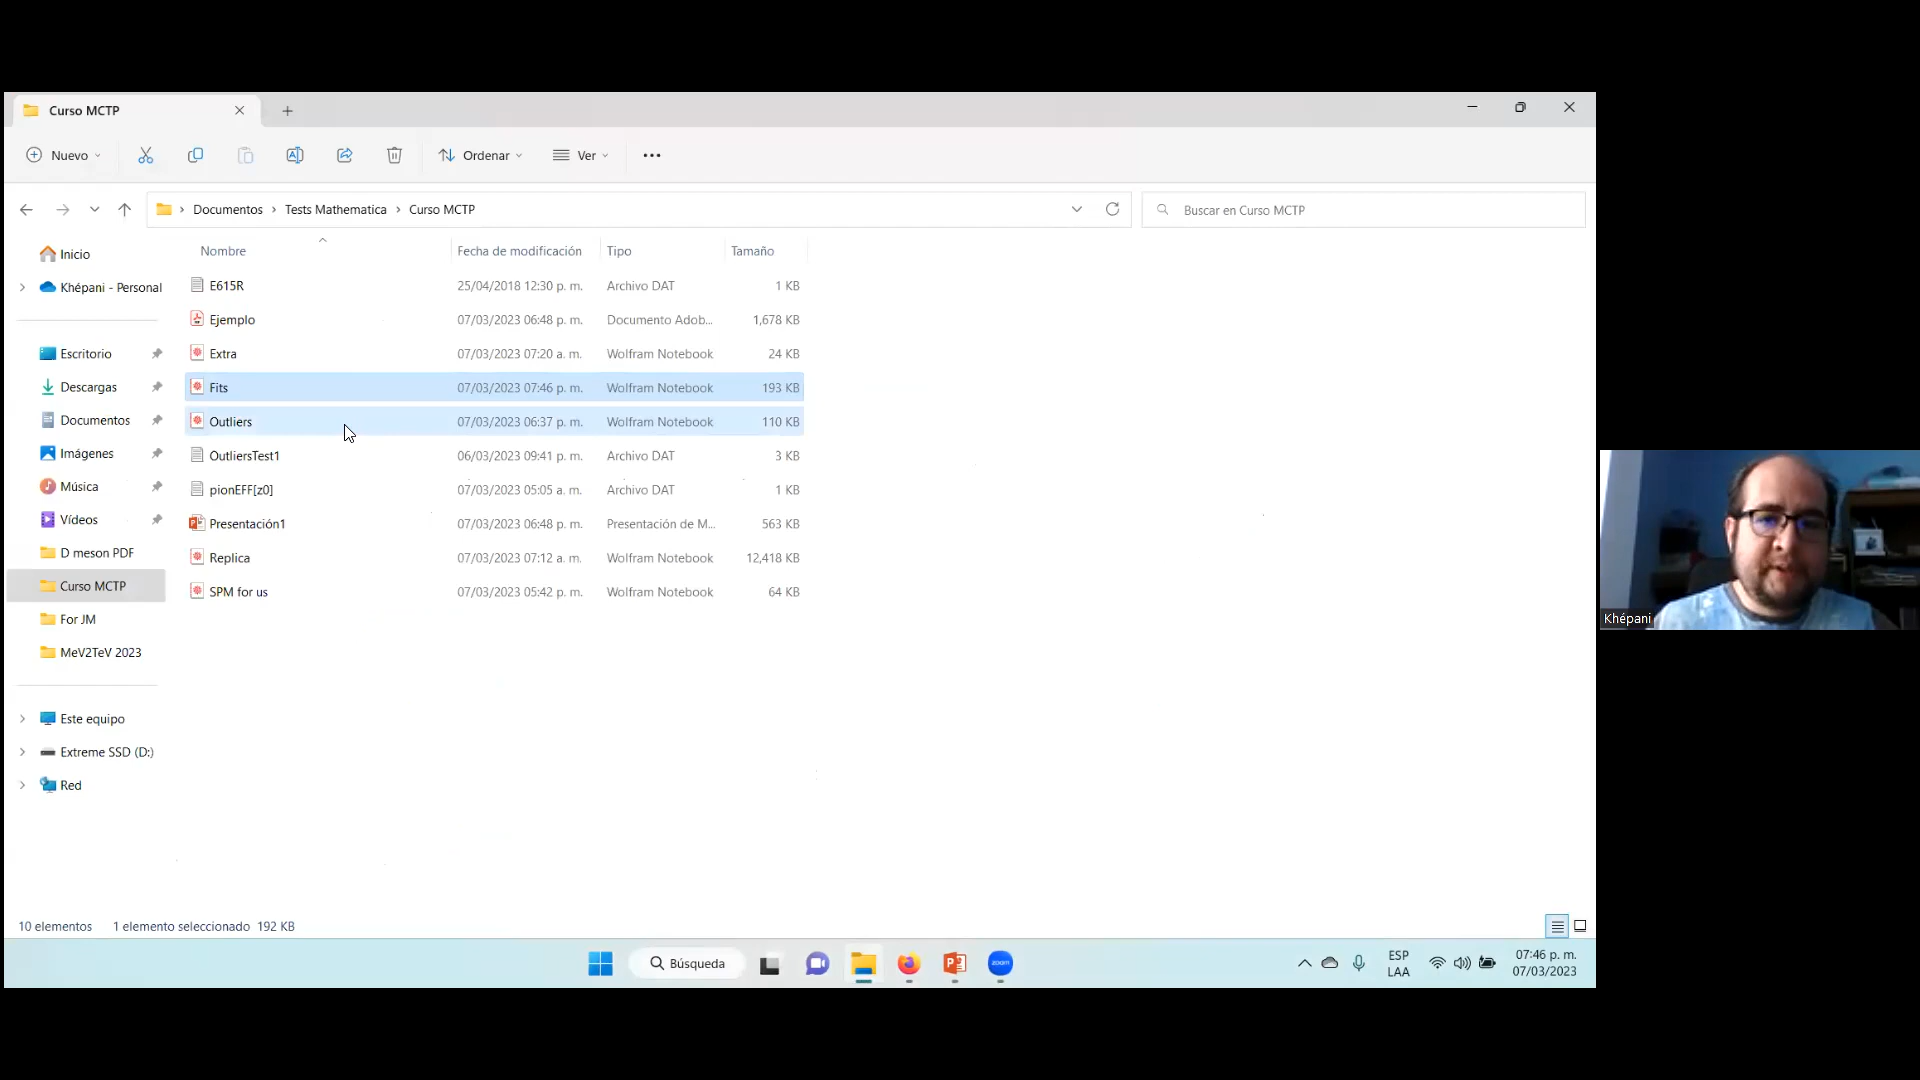 Curso MCTP
Nuevo
Ordenar
Ver
Documentos > Tests Mathematica > Curso MCTP
Buscar en Curso MCTP
Nombre Fecha de modificación Tipo Tamaño
E615R 25/04/2018 12:30 p. m. Archivo DAT 1 KB
Ejemplo 07/03/2023 06:48 p. m. Documento Adob... 1,678 KB
Extra 07/03/2023 07:20 a. m. Wolfram Notebook 24 KB
Fits 07/03/2023 07:46 p. m. Wolfram Notebook 193 KB
Outliers 07/03/2023 06:37 p. m. Wolfram Notebook 110 KB
OutliersTest1 06/03/2023 09:41 p. m. Archivo DAT 3 KB
pionEFF[z0] 07/03/2023 05:05 a. m. Archivo DAT 1 KB
Presentación1 07/03/2023 06:48 p. m. Presentación de M... 563 KB
Replica 07/03/2023 07:12 a. m. Wolfram Notebook 12,418 KB
SPM for us 07/03/2023 05:42 p. m. Wolfram Notebook 64 KB
Inicio
Khépani - Personal
Escritorio
Descargas
Documentos
Imágenes
Música
Vídeos
D meson PDF
Curso MCTP
For JM
MeV2TeV 2023
Este equipo
Extreme SSD (D:)
Red
10 elementos 1 elemento seleccionado 192 KB
Búsqueda
zoom
ESP
LAA
07:46 p. m.
07/03/2023
Khépani